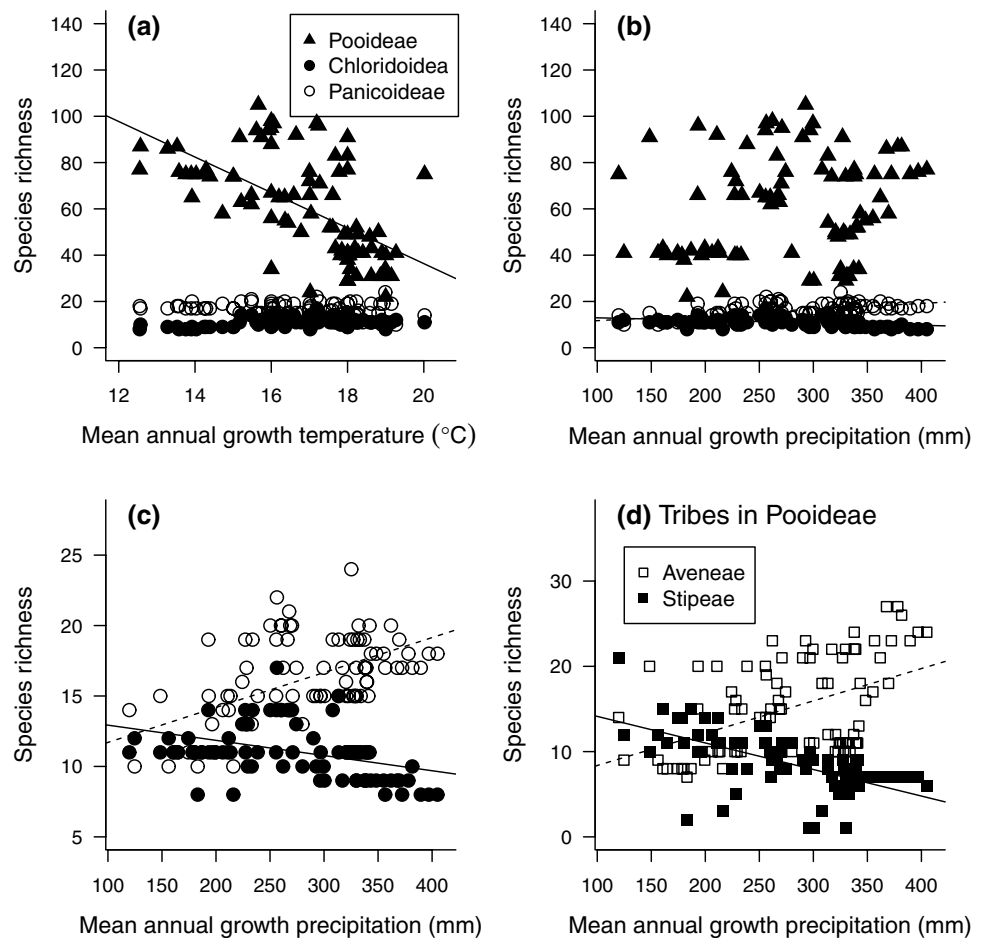 (a)
Pooideae
Chloridoidea
Panicoideae
140
120
100
80
60
40
20
0
Species richness
12 14 16 18 20
Mean annual growth temperature (°C)
(b)
140
120
100
80
60
40
20
0
Species richness
100 150 200 250 300 350 400
Mean annual growth precipitation (mm)
(c)
25
20
15
10
5
Species richness
100 150 200 250 300 350 400
Mean annual growth precipitation (mm)
(d) Tribes in Pooideae
Aveneae
Stipeae
30
20
10
0
Species richness
100 150 200 250 300 350 400
Mean annual growth precipitation (mm)